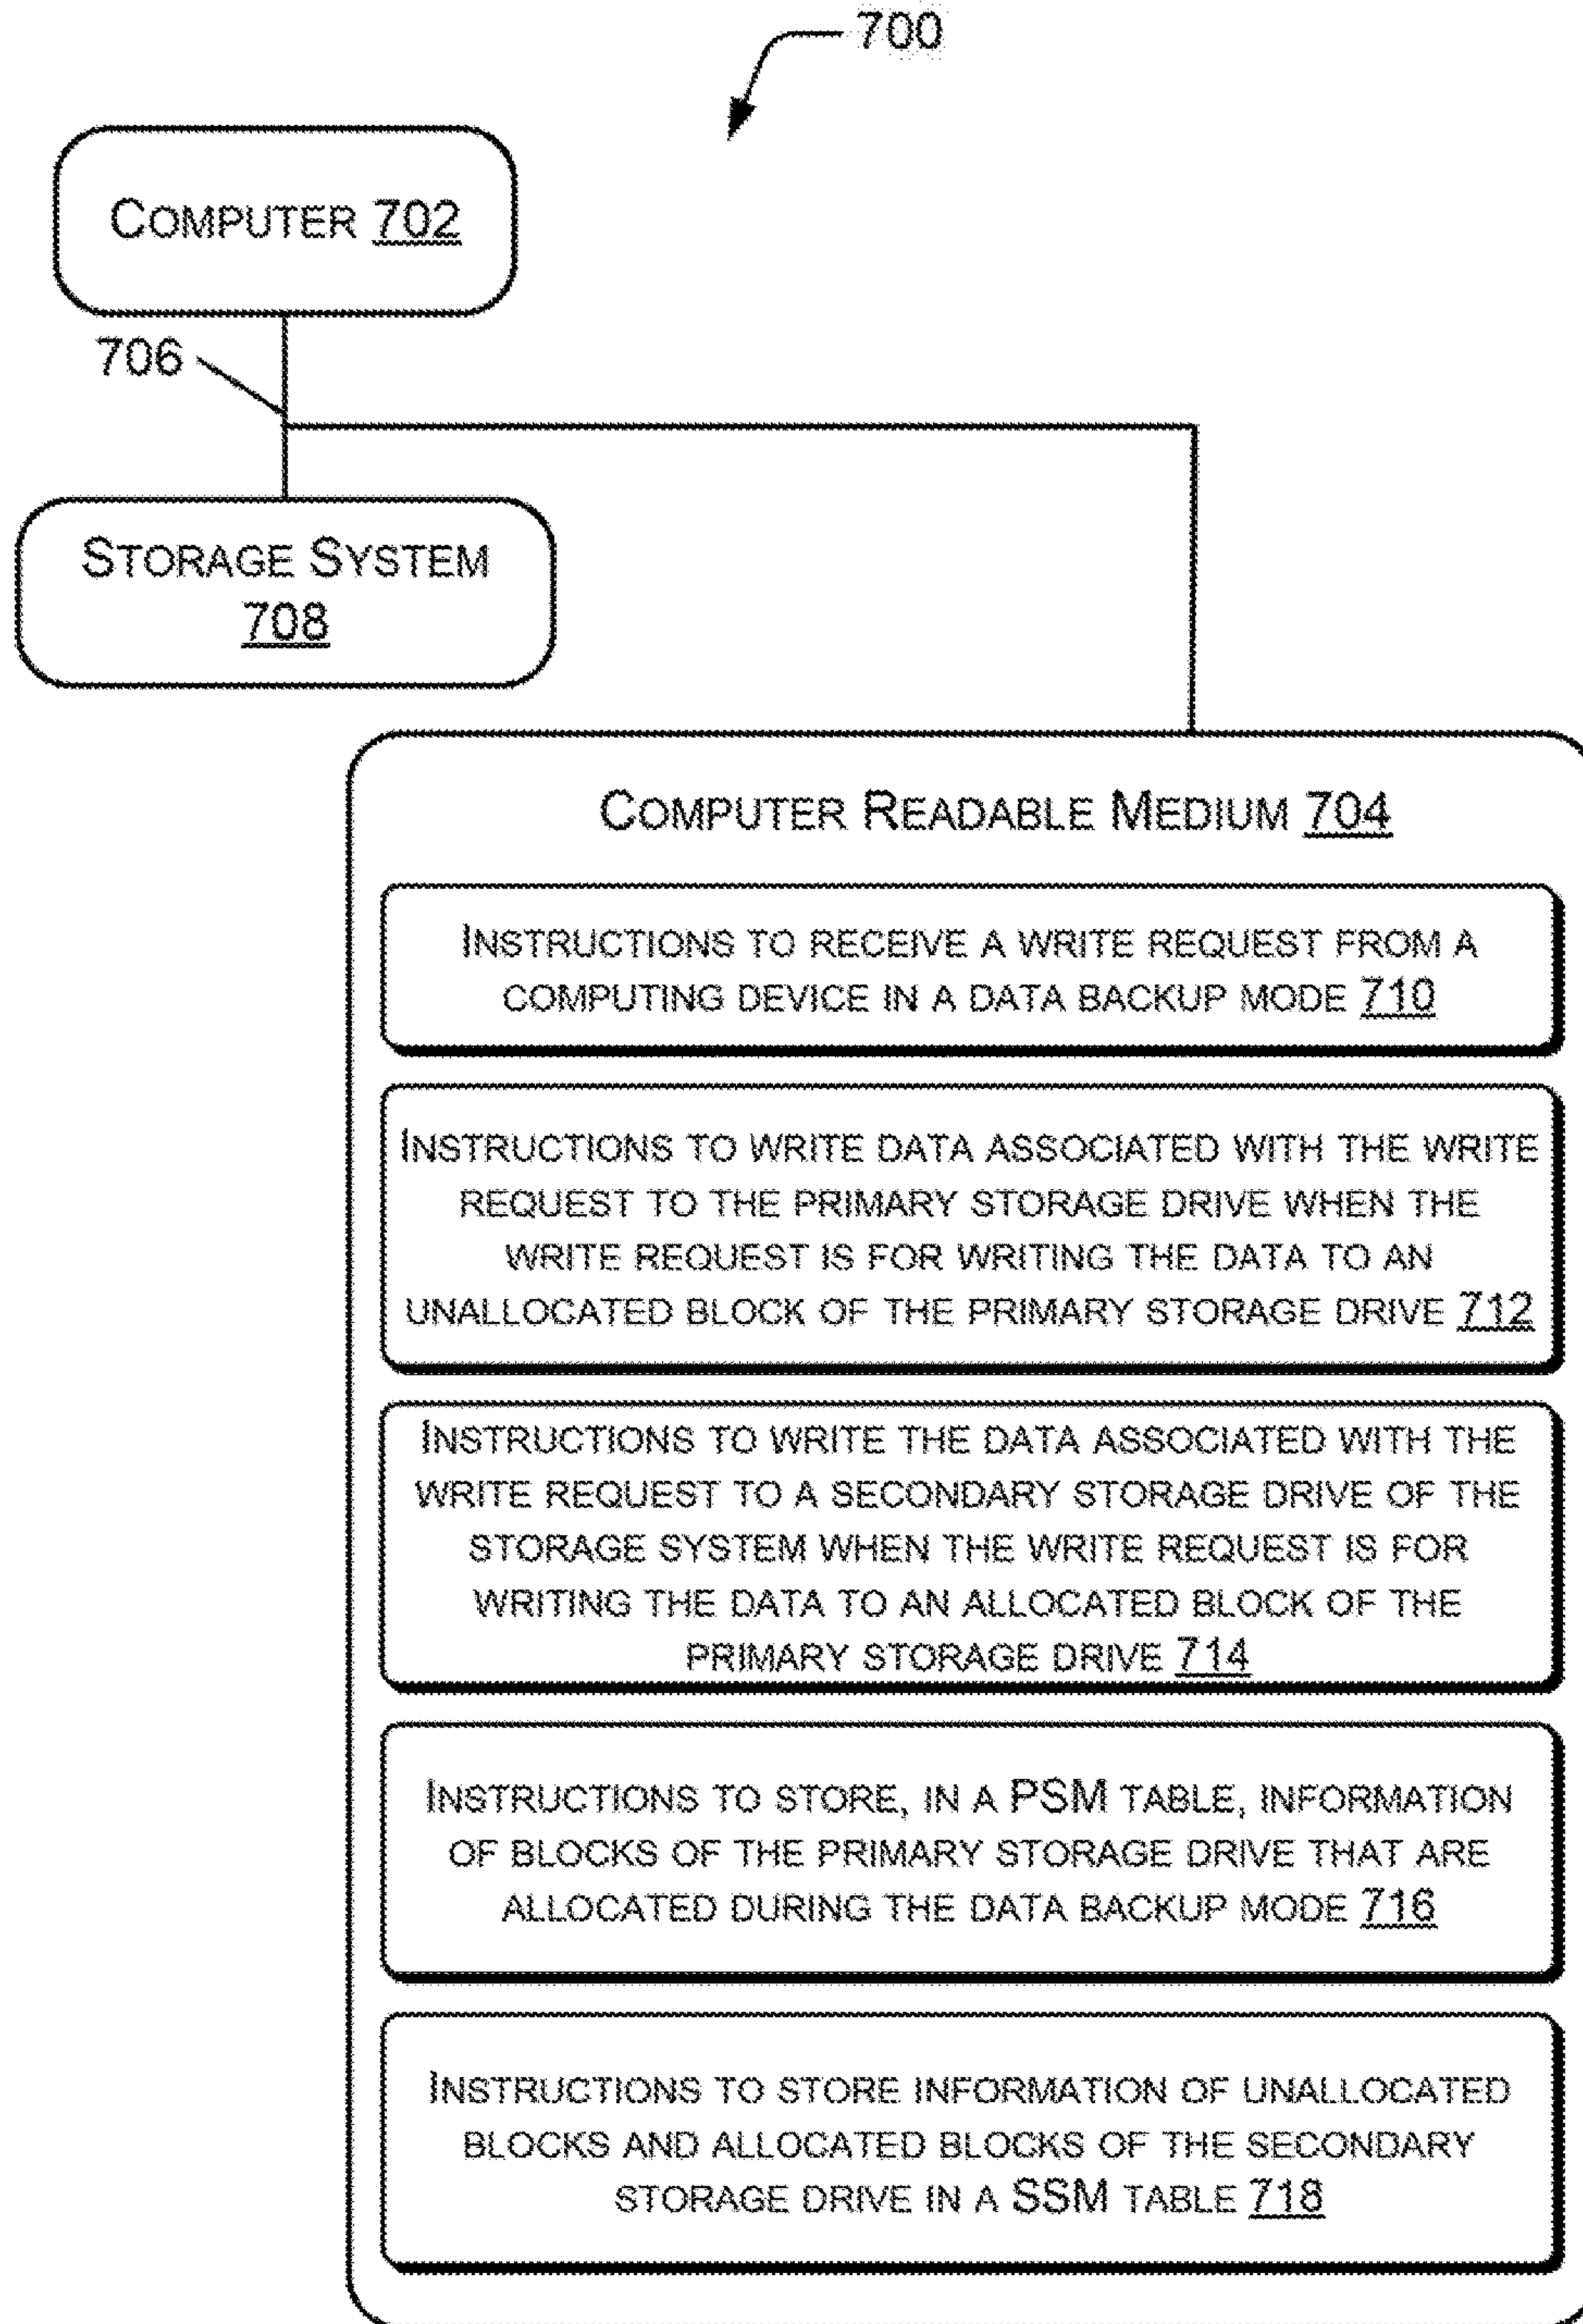 700
COMPUTER 702
706
STORAGE SYSTEM
708
COMPUTER READABLE MEDIUM 704
INSTRUCTIONS TO RECEIVE A WRITE REQUEST FROM A
COMPUTING DEVICE IN A DATA BACKUP MODE 710
INSTRUCTIONS TO WRITE DATA ASSOCIATED WITH THE WRITE
REQUEST TO THE PRIMARY STORAGE DRIVE WHEN THE
WRITE REQUEST IS FOR WRITING THE DATA TO AN
UNALLOCATED BLOCK OF THE PRIMARY STORAGE DRIVE 712
INSTRUCTIONS TO WRITE THE DATA ASSOCIATED WITH THE
WRITE REQUEST TO A SECONDARY STORAGE DRIVE OF THE
STORAGE SYSTEM WHEN THE WRITE REQUEST IS FOR
WRITING THE DATA TO AN ALLOCATED BLOCK OF THE
PRIMARY STORAGE DRIVE 714
INSTRUCTIONS TO STORE, IN A PSM TABLE, INFORMATION
OF BLOCKS OF THE PRIMARY STORAGE DRIVE THAT ARE
ALLOCATED DURING THE DATA BACKUP MODE 716
INSTRUCTIONS TO STORE INFORMATION OF UNALLOCATED
BLOCKS AND ALLOCATED BLOCKS OF THE SECONDARY
STORAGE DRIVE IN A SSM TABLE 718